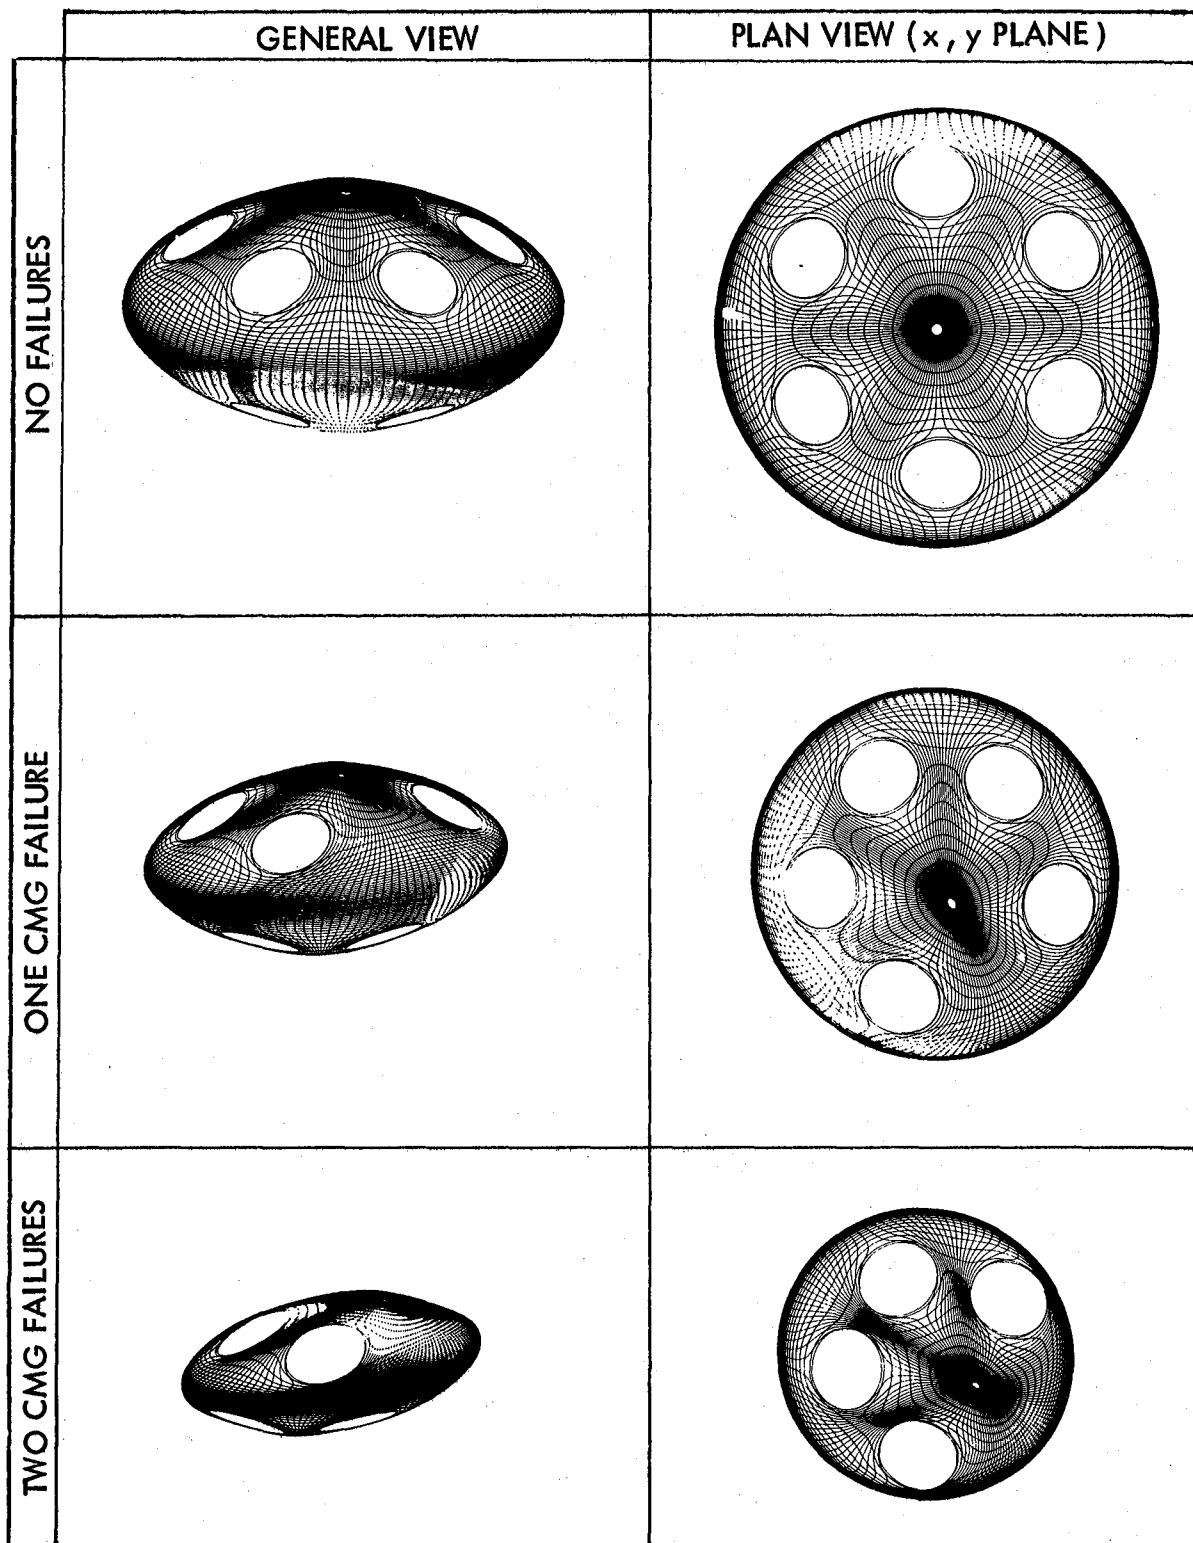 GENERAL VIEW
PLAN VIEW (x, y PLANE)
NO FAILURES
ONE CMG FAILURE
TWO CMG FAILURES